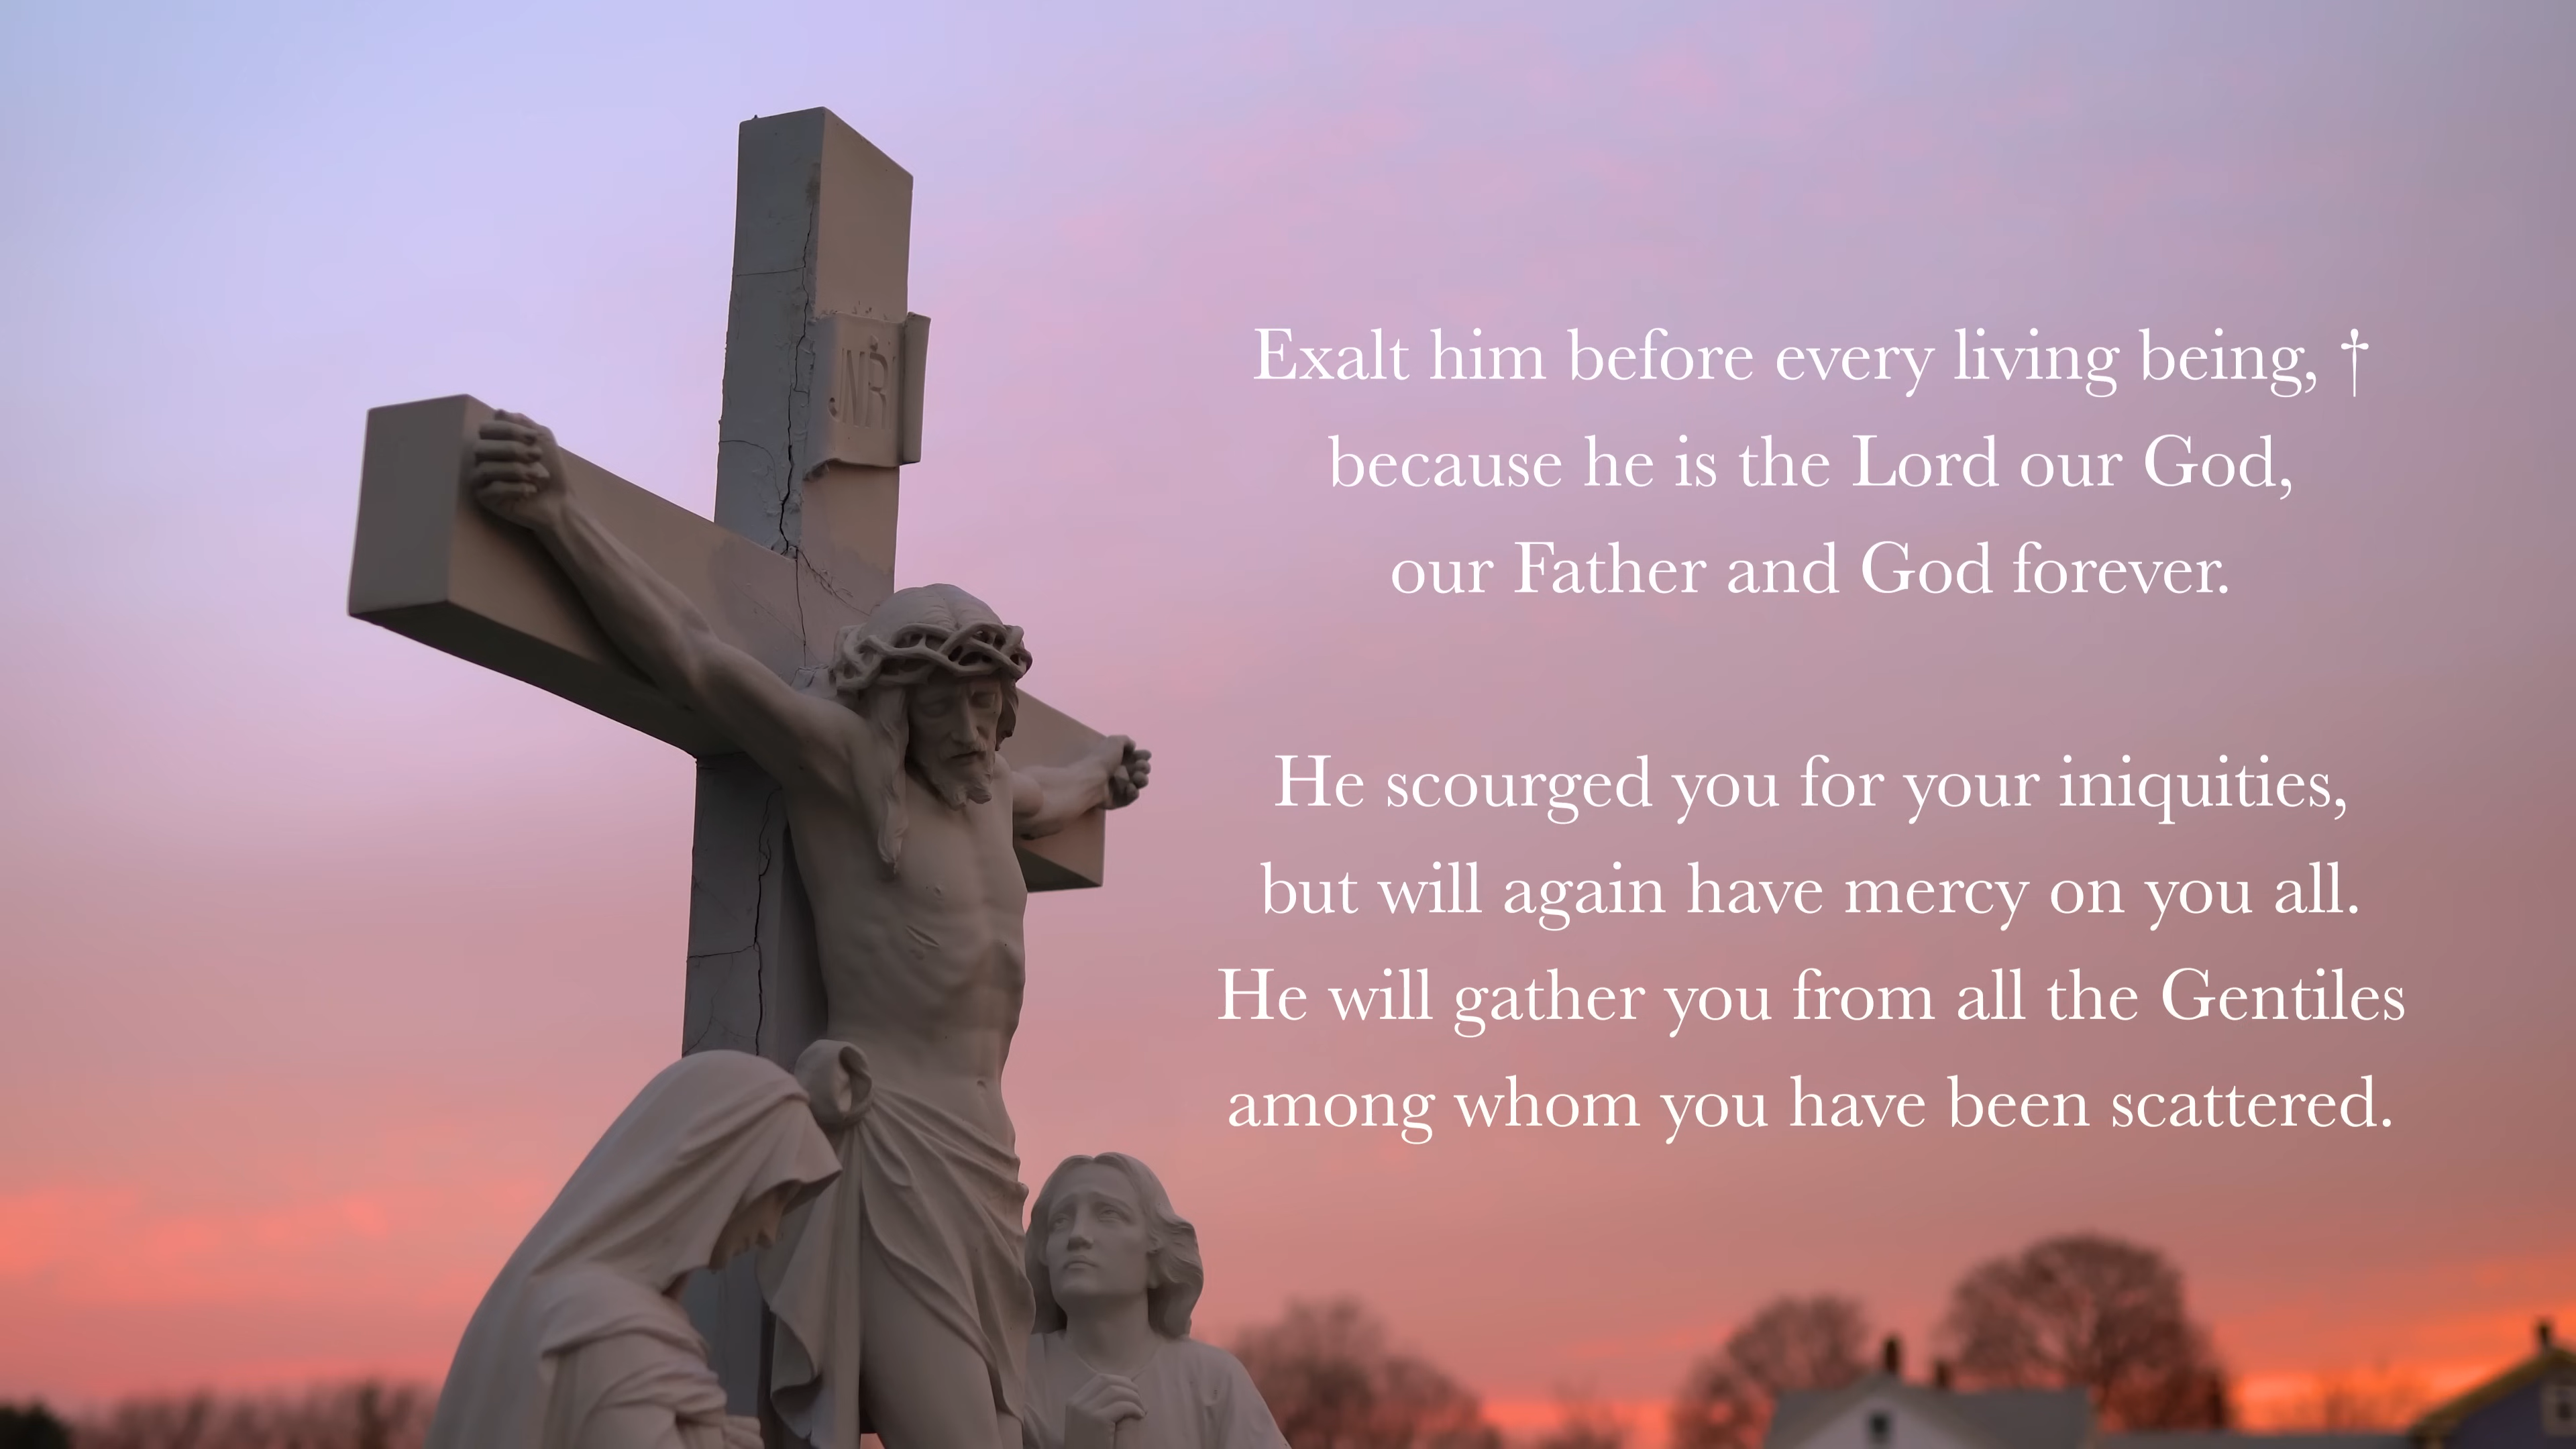 JNRI
Exalt him before every living being, †
because he is the Lord our God,
our Father and God forever.
He scourged you for your iniquities,
but will again have mercy on you all.
He will gather you from all the Gentiles
among whom you have been scattered.